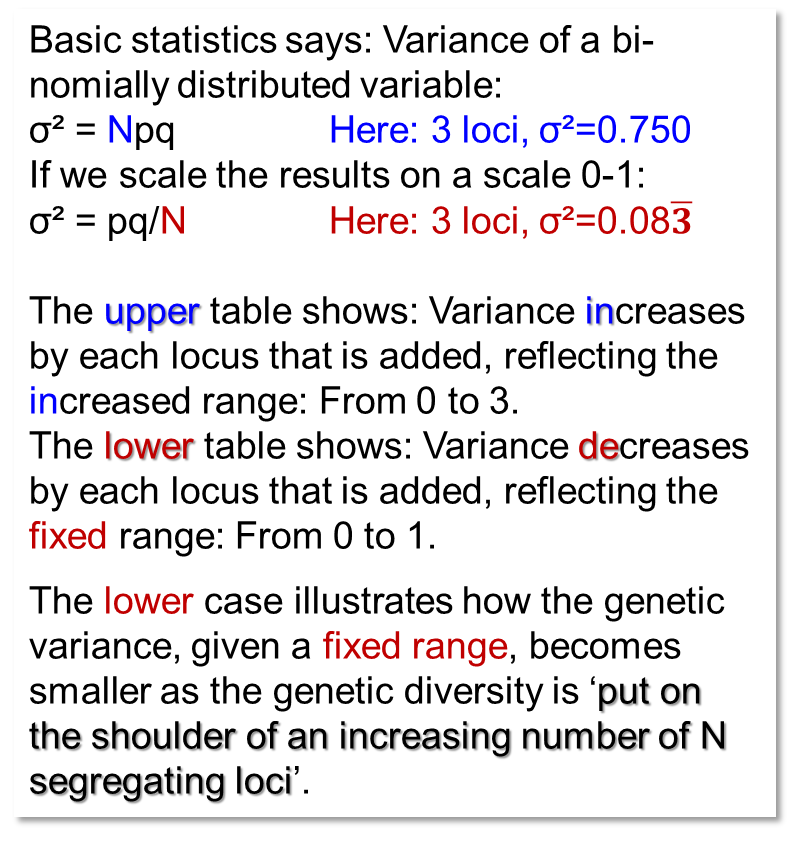 Basic statistics says: Variance of a bi-
nomially distributed variable:
σ² = Npq Here: 3 loci, σ²=0.750
If we scale the results on a scale 0-1:
σ² = pq/N Here: 3 loci, σ²=0.083̅
The upper table shows: Variance increases
by each locus that is added, reflecting the
increased range: From 0 to 3.
The lower table shows: Variance decreases
by each locus that is added, reflecting the
fixed range: From 0 to 1.
The lower case illustrates how the genetic
variance, given a fixed range, becomes
smaller as the genetic diversity is ‘put on
the shoulder of an increasing number of N
segregating loci’.